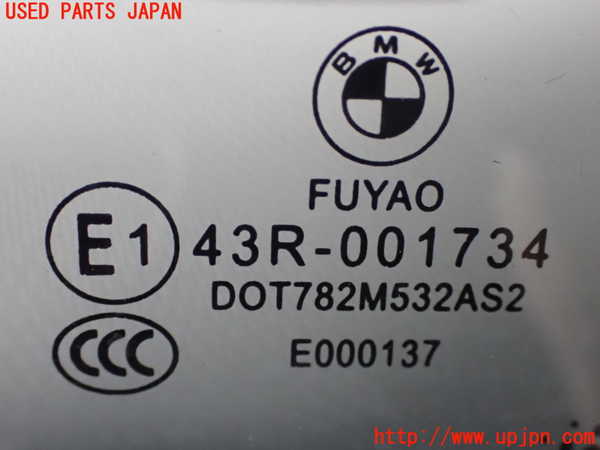 USED PARTS JAPAN
BMW
FUYAO
E1 43R-001734
DOT782M532AS2
CCC E000137
http://www.upjpn.com/